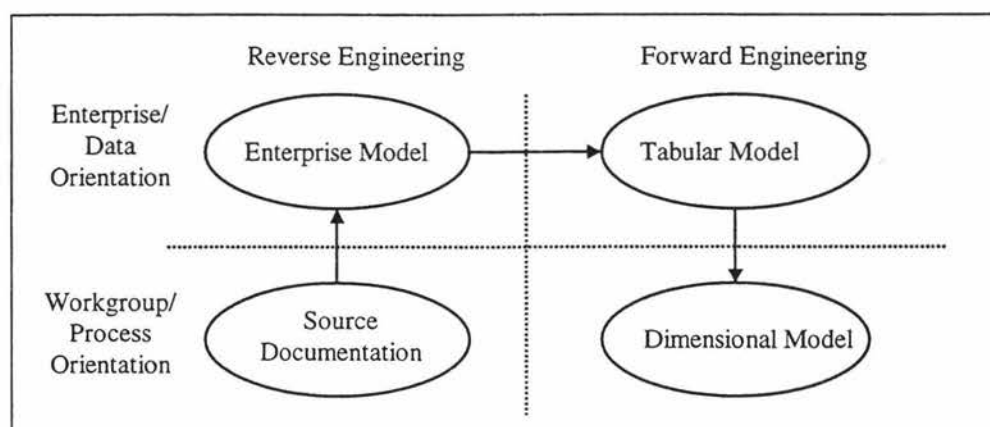 Reverse Engineering
Forward Engineering
Enterprise/
Data
Orientation
Enterprise Model
Tabular Model
Workgroup/
Process
Orientation
Source
Documentation
Dimensional Model